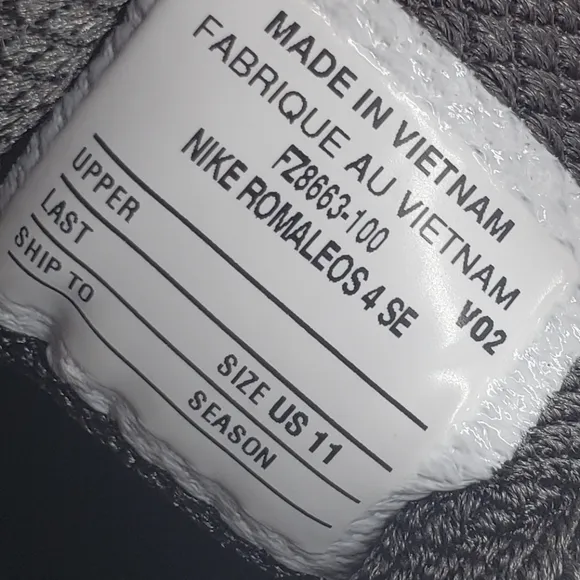 MADE IN VIETNAM
FABRIQUE AU VIETNAM
FZ8663-100 V02
NIKE ROMALEOS 4 SE
UPPER
LAST SIZE US 11
SHIP TO SEASON